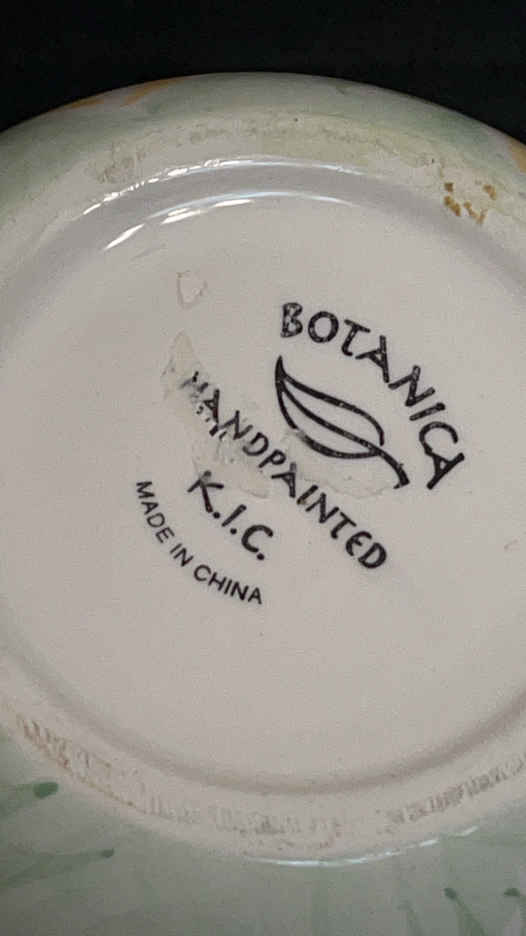 BOTANICA
HANDPAINTED
K.I.C.
MADE IN CHINA